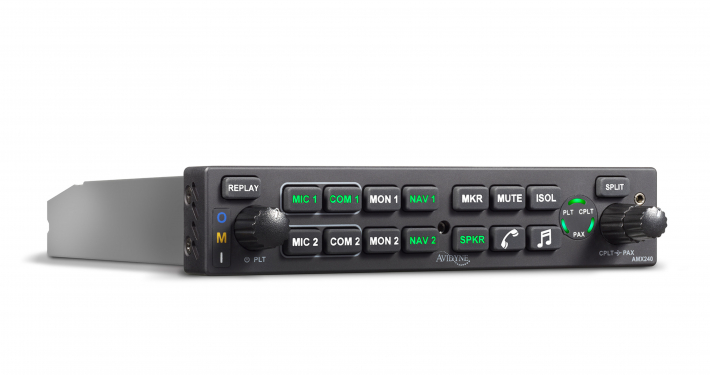 REPLAY
MIC 1
COM 1
MON 1
NAV 1
MKR
MUTE
ISOL
SPLIT
O
M
I
PLT
CPLT
PAX
MIC 2
COM 2
MON 2
NAV 2
SPKR
PLT
CPLT
PAX
AVIDYNE
AMX240